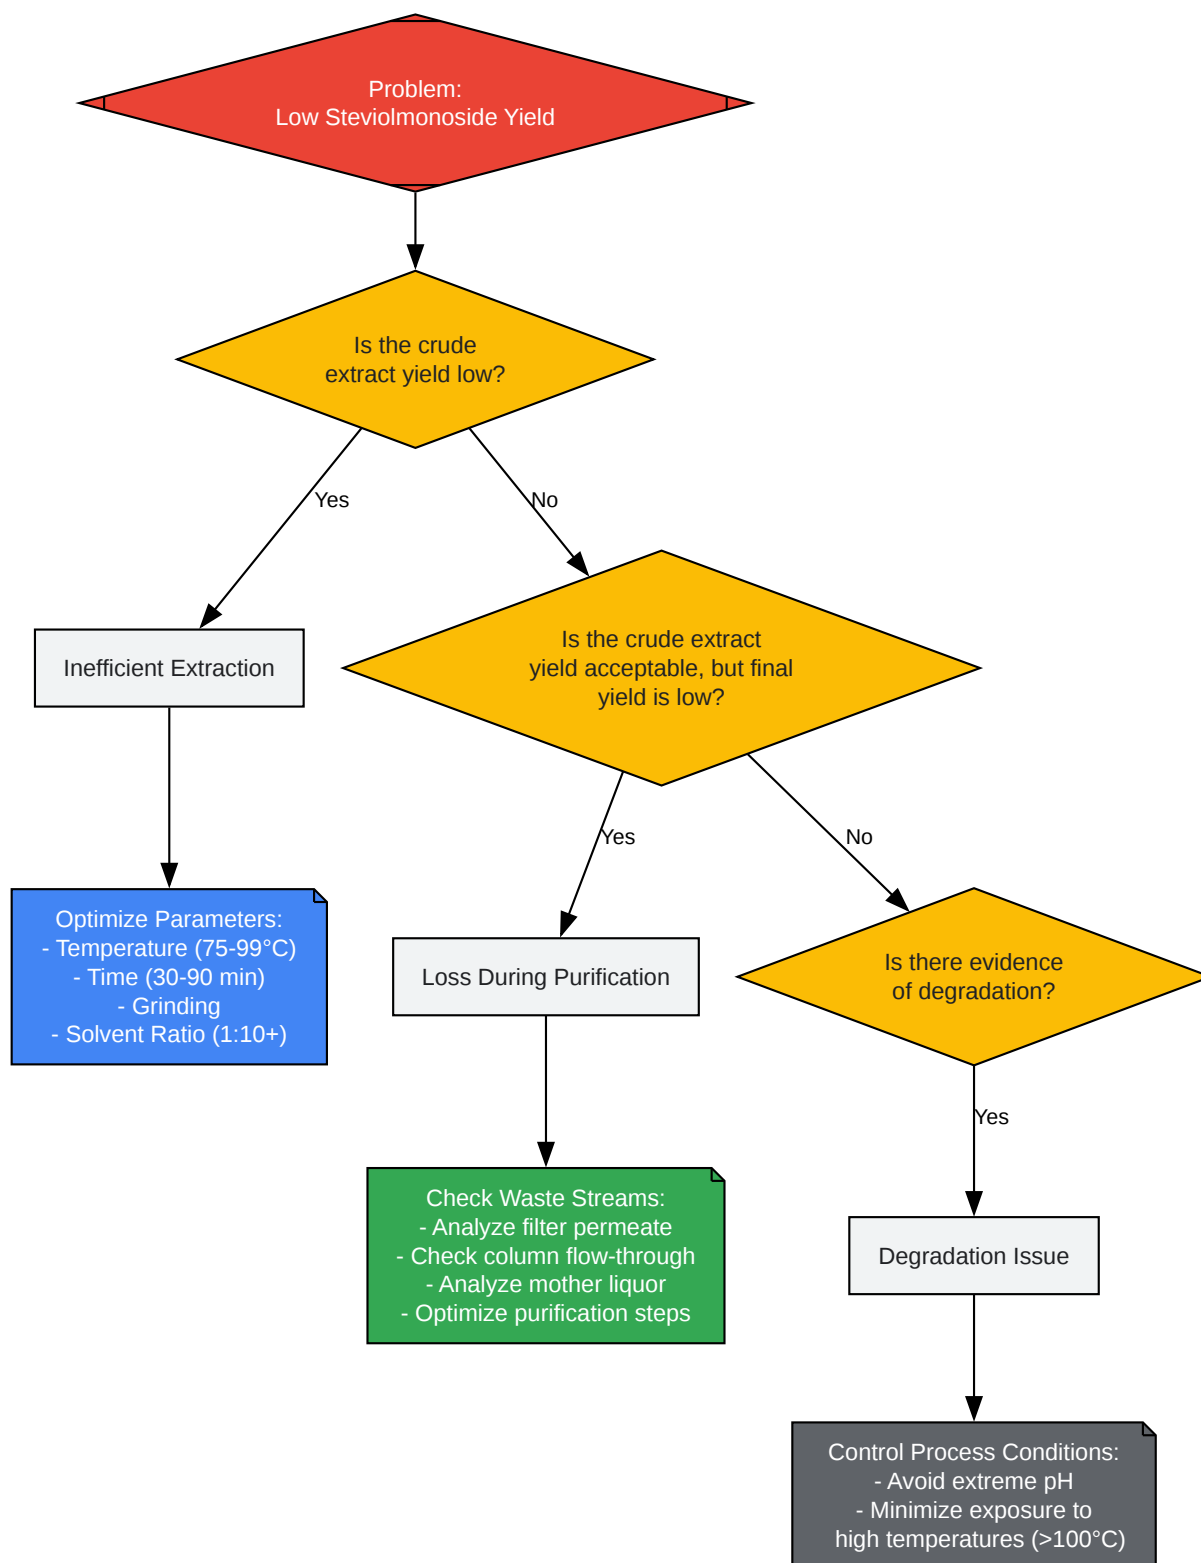 Problem:
Low Steviolmonoside Yield
Is the crude
extract yield low?
Yes
No
Inefficient Extraction
Is the crude extract
yield acceptable, but final
yield is low?
Yes
No
Optimize Parameters:
- Temperature (75-99°C)
- Time (30-90 min)
- Grinding
- Solvent Ratio (1:10+)
Loss During Purification
Is there evidence
of degradation?
Yes
Check Waste Streams:
- Analyze filter permeate
- Check column flow-through
- Analyze mother liquor
- Optimize purification steps
Degradation Issue
Control Process Conditions:
- Avoid extreme pH
- Minimize exposure to
high temperatures (>100°C)